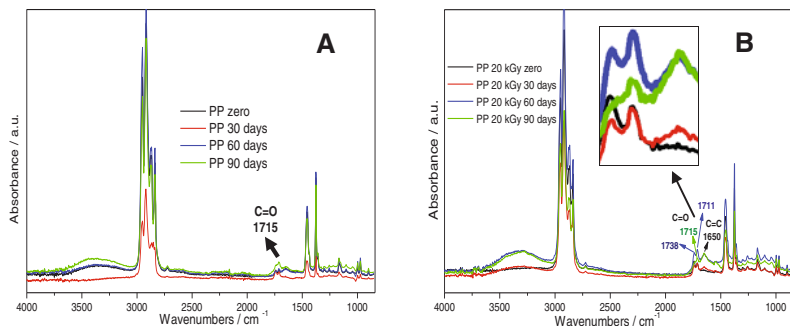 A
Absorbance / a.u.
PP zero
PP 30 days
PP 60 days
PP 90 days
C=O
1715
4000 3500 3000 2500 2000 1500 1000
Wavenumbers / cm⁻¹
B
Absorbance / a.u.
PP 20 kGy zero
PP 20 kGy 30 days
PP 20 kGy 60 days
PP 20 kGy 90 days
1711
C=O
C=C
1715
1650
1738
4000 3500 3000 2500 2000 1500 1000
Wavenumbers / cm⁻¹